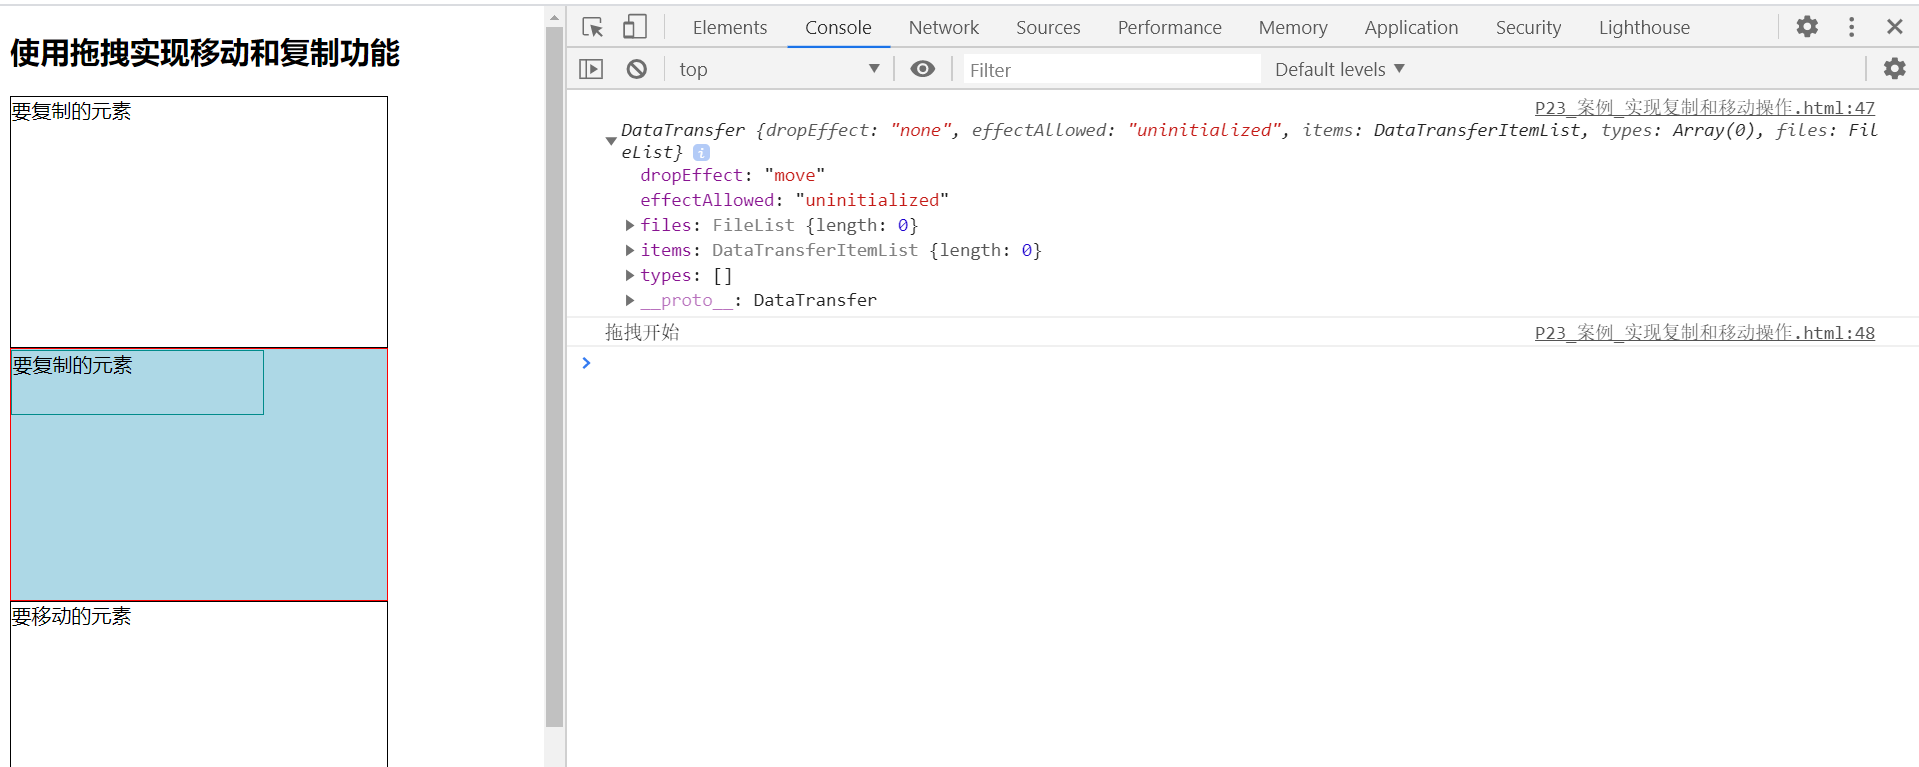 使用拖拽实现移动和复制功能
要复制的元素
要复制的元素
要移动的元素
Elements Console Network Sources Performance Memory Application Security Lighthouse
top Filter Default levels
P23_案例_实现复制和移动操作.html:47
DataTransfer {dropEffect: "none", effectAllowed: "uninitialized", items: DataTransferItemList, types: Array(0), files: Fil
eList} i
dropEffect: "move"
effectAllowed: "uninitialized"
files: FileList {length: 0}
items: DataTransferItemList {length: 0}
types: []
__proto__: DataTransfer
拖拽开始 P23_案例_实现复制和移动操作.html:48